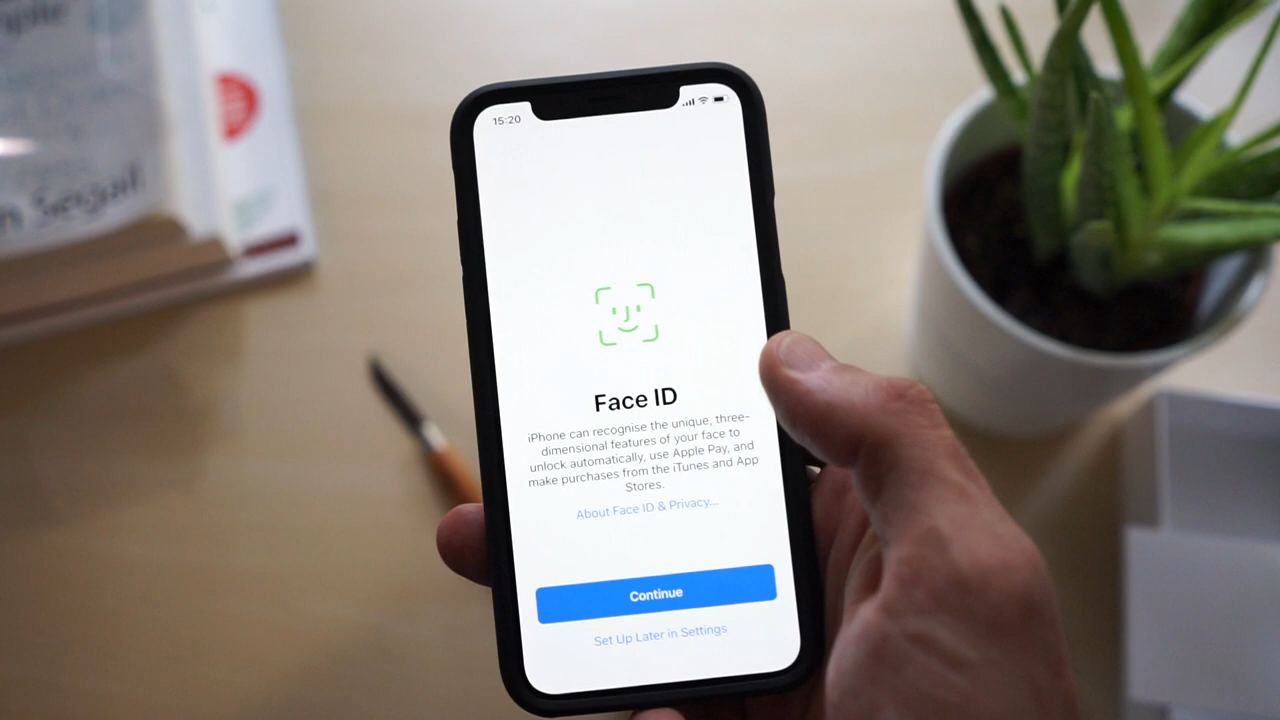 Segall
15:20
Face ID
iPhone can recognise the unique, three-
dimensional features of your face to
unlock automatically, use Apple Pay, and
make purchases from the iTunes and App
Stores.
About Face ID & Privacy...
Continue
Set Up Later in Settings